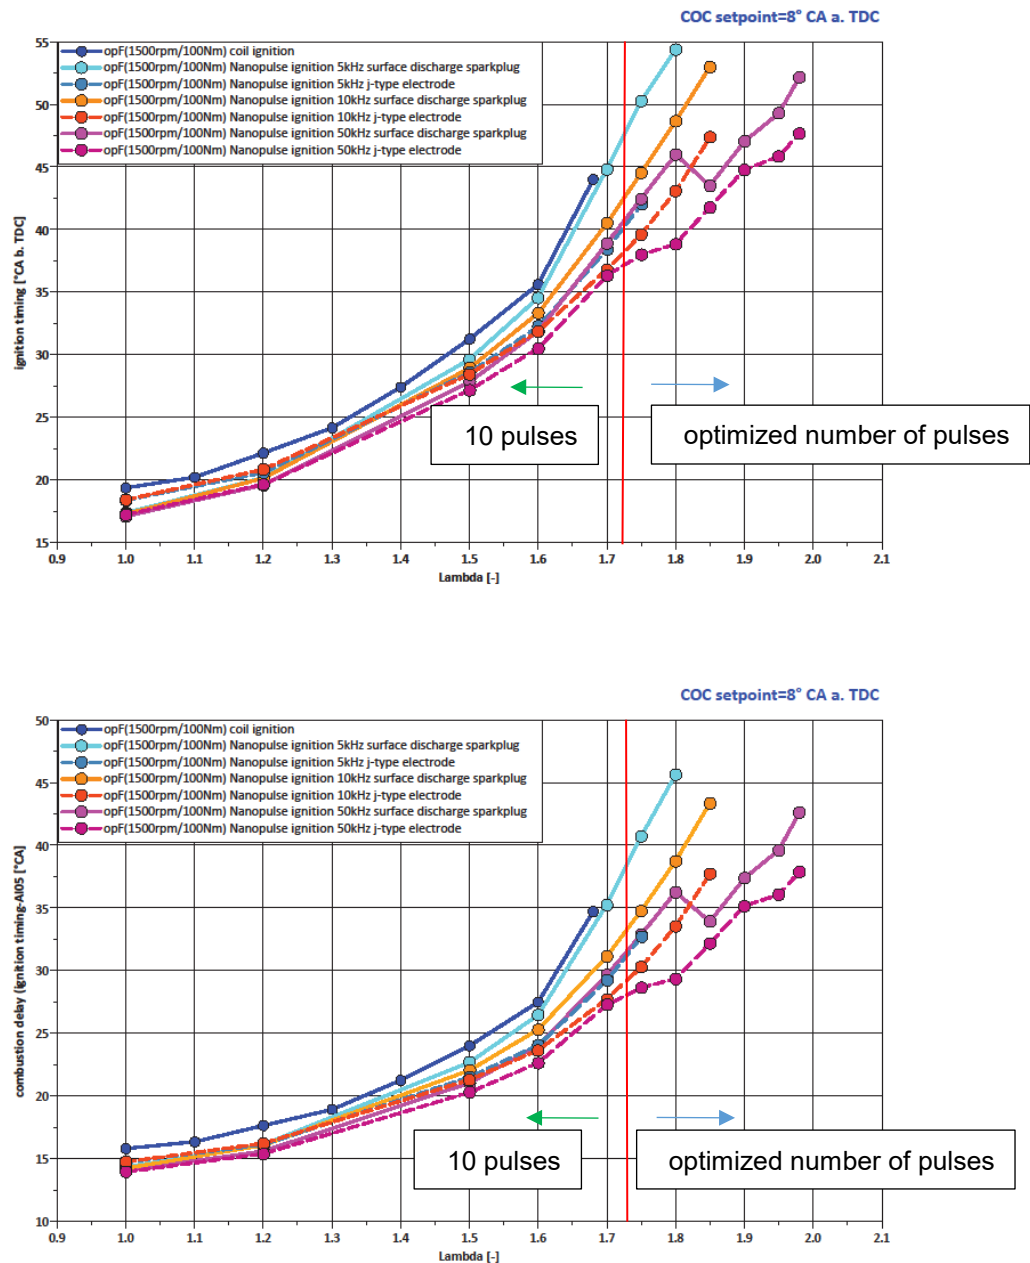 COC setpoint=8° CA a. TDC
55
50
45
40
35
30
25
20
15
ignition timing [°CA b. TDC]
opF(1500rpm/100Nm) coil ignition
opF(1500rpm/100Nm) Nanopulse ignition 5kHz surface discharge sparkplug
opF(1500rpm/100Nm) Nanopulse ignition 5kHz j-type electrode
opF(1500rpm/100Nm) Nanopulse ignition 10kHz surface discharge sparkplug
opF(1500rpm/100Nm) Nanopulse ignition 10kHz j-type electrode
opF(1500rpm/100Nm) Nanopulse ignition 50kHz surface discharge sparkplug
opF(1500rpm/100Nm) Nanopulse ignition 50kHz j-type electrode
10 pulses
optimized number of pulses
0.9 1.0 1.1 1.2 1.3 1.4 1.5 1.6 1.7 1.8 1.9 2.0 2.1
Lambda [-]
COC setpoint=8° CA a. TDC
50
45
40
35
30
25
20
15
10
combustion delay (ignition timing-AI05 [°CA]
opF(1500rpm/100Nm) coil ignition
opF(1500rpm/100Nm) Nanopulse ignition 5kHz surface discharge sparkplug
opF(1500rpm/100Nm) Nanopulse ignition 5kHz j-type electrode
opF(1500rpm/100Nm) Nanopulse ignition 10kHz surface discharge sparkplug
opF(1500rpm/100Nm) Nanopulse ignition 10kHz j-type electrode
opF(1500rpm/100Nm) Nanopulse ignition 50kHz surface discharge sparkplug
opF(1500rpm/100Nm) Nanopulse ignition 50kHz j-type electrode
10 pulses
optimized number of pulses
0.9 1.0 1.1 1.2 1.3 1.4 1.5 1.6 1.7 1.8 1.9 2.0 2.1
Lambda [-]